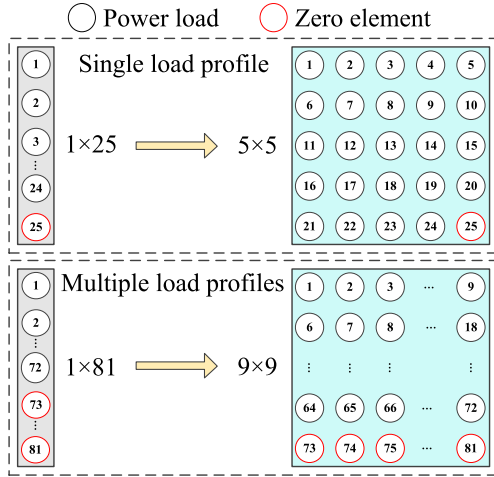 Power load Zero element
Single load profile
1
2
3
⋮
24
25
1×25
5×5
1 2 3 4 5
6 7 8 9 10
11 12 13 14 15
16 17 18 19 20
21 22 23 24 25
Multiple load profiles
1
2
⋮
72
73
⋮
81
1×81
9×9
1 2 3 ... 9
6 7 8 ... 18
⋮ ⋮ ⋮ ... ⋮
64 65 66 ... 72
73 74 75 ... 81